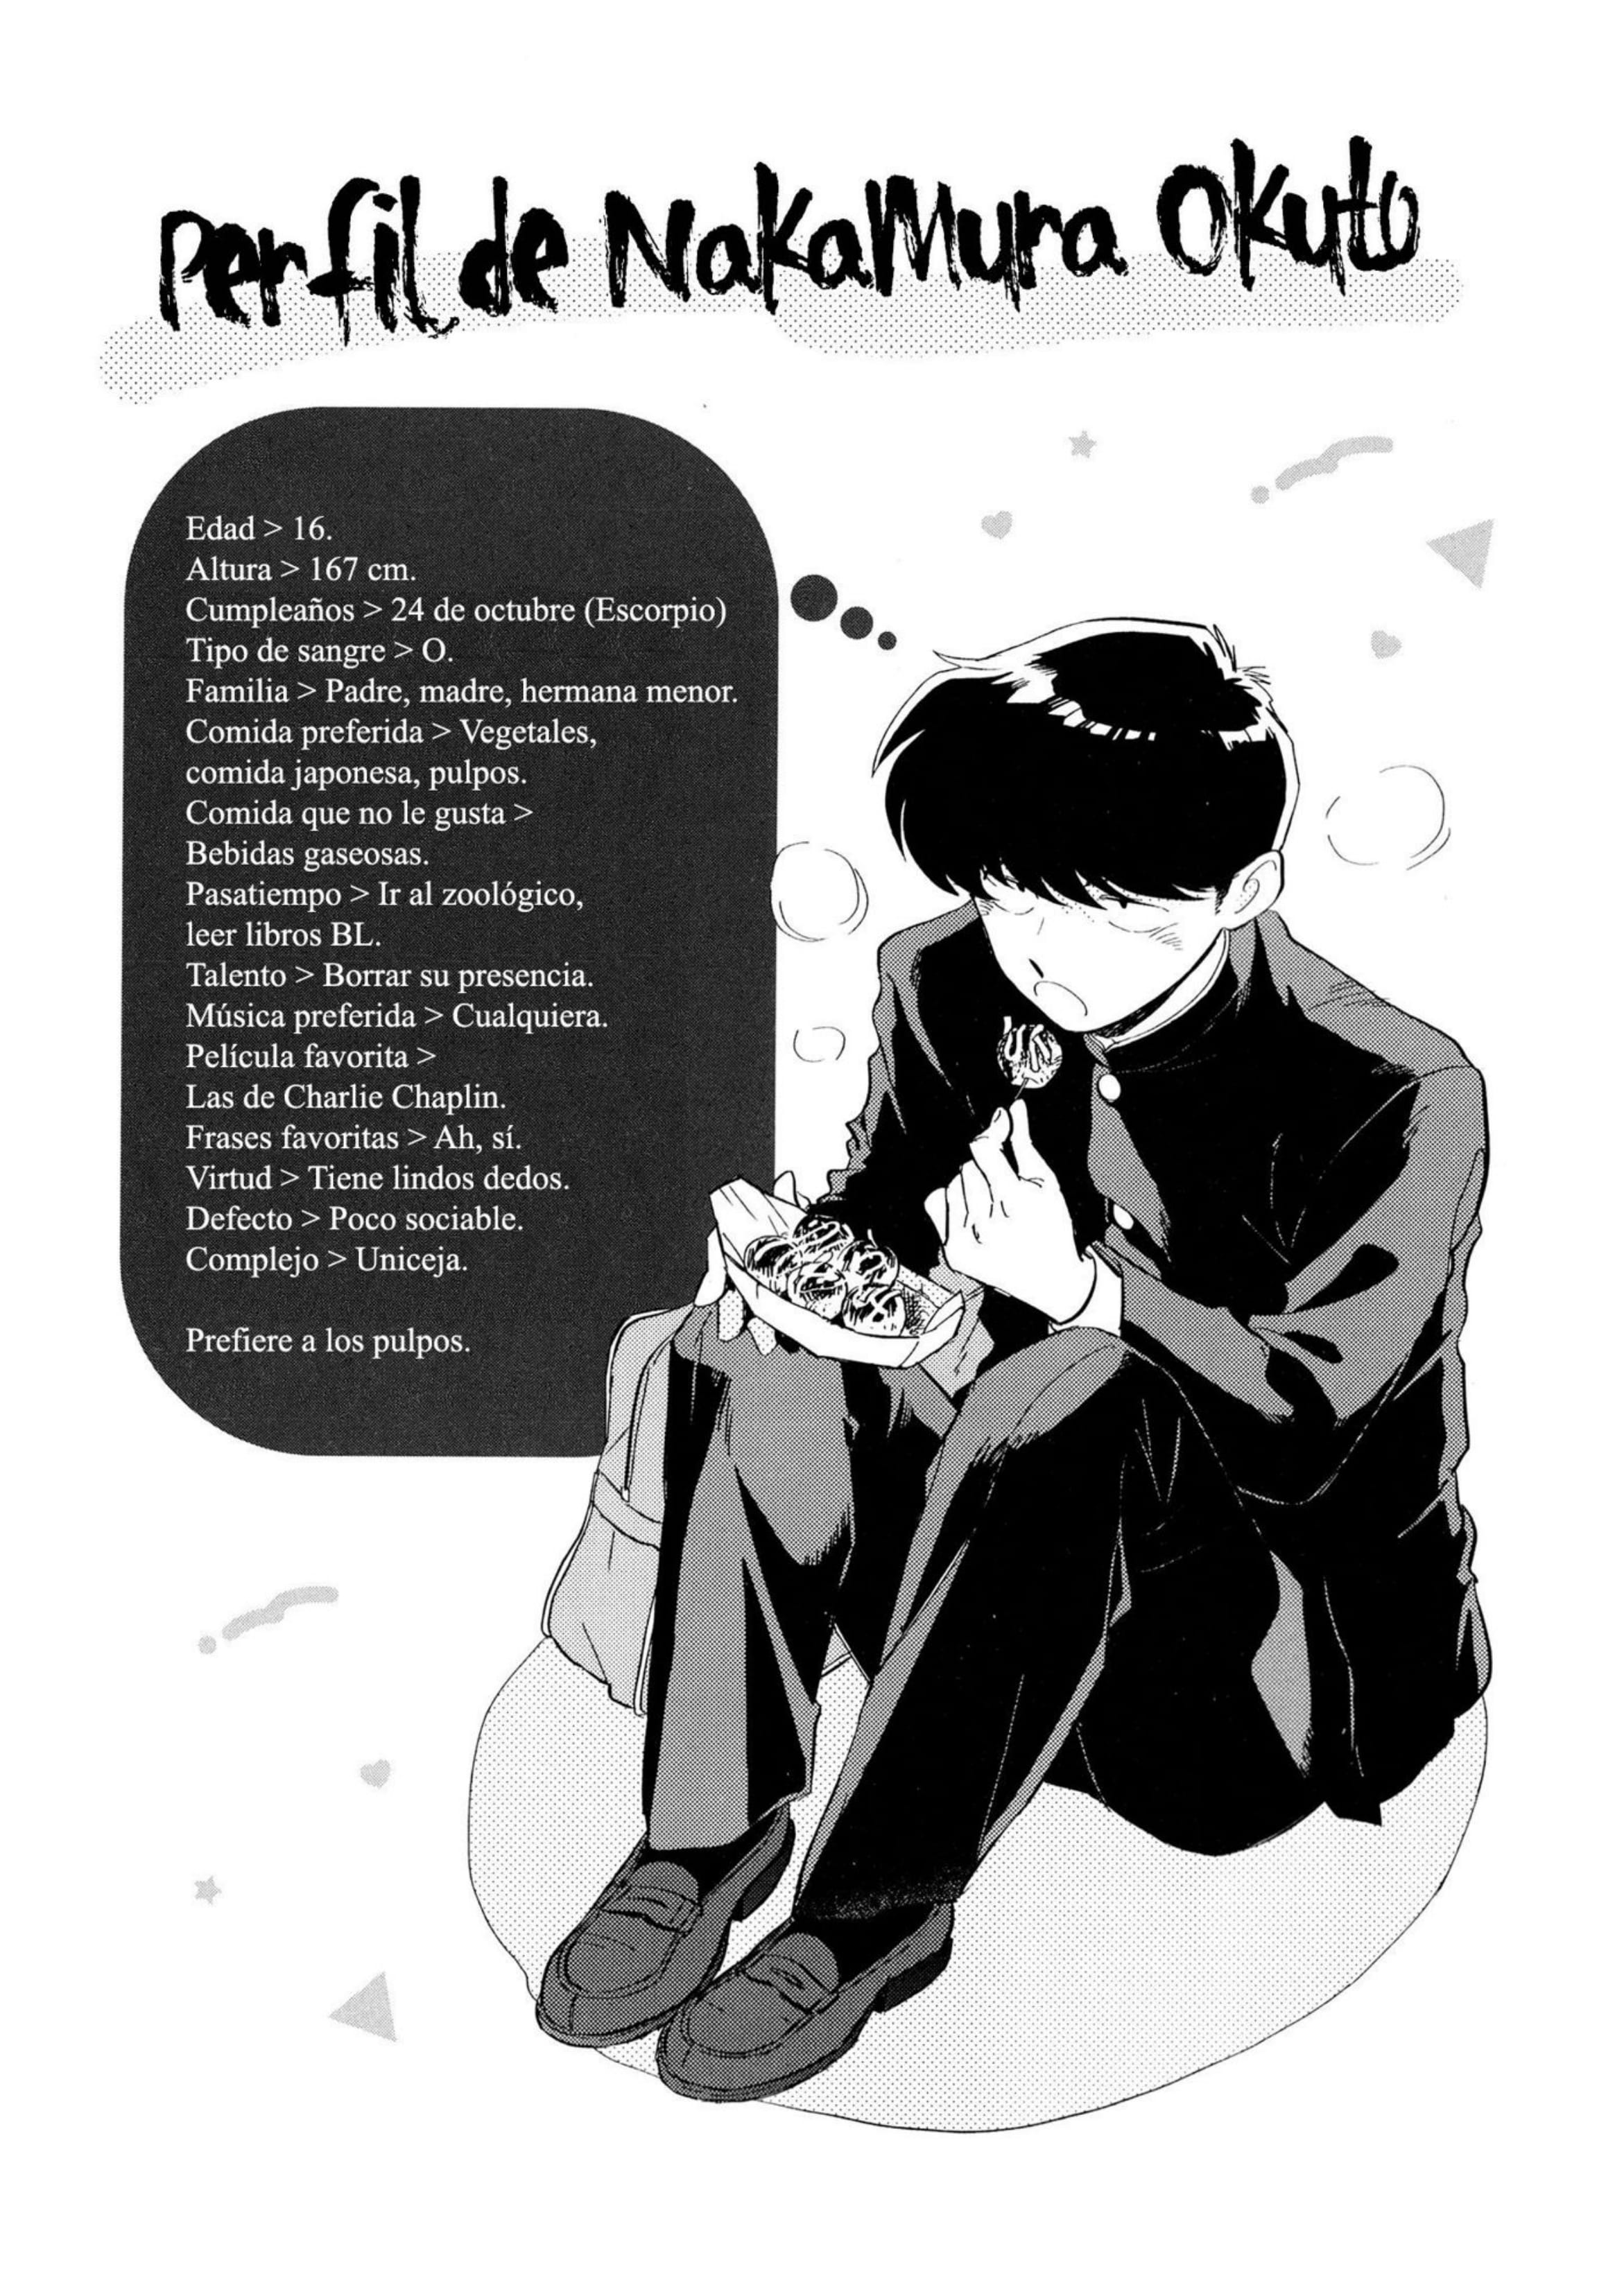 Perfil de Nakamura Okuto
Edad > 16.
Altura > 167 cm.
Cumpleaños > 24 de octubre (Escorpio)
Tipo de sangre > O.
Familia > Padre, madre, hermana menor.
Comida preferida > Vegetales,
comida japonesa, pulpos.
Comida que no le gusta >
Bebidas gaseosas.
Pasatiempo > Ir al zoológico,
leer libros BL.
Talento > Borrar su presencia.
Música preferida > Cualquiera.
Película favorita >
Las de Charlie Chaplin.
Frases favoritas > Ah, sí.
Virtud > Tiene lindos dedos.
Defecto > Poco sociable.
Complejo > Uniceja.
Prefiere a los pulpos.